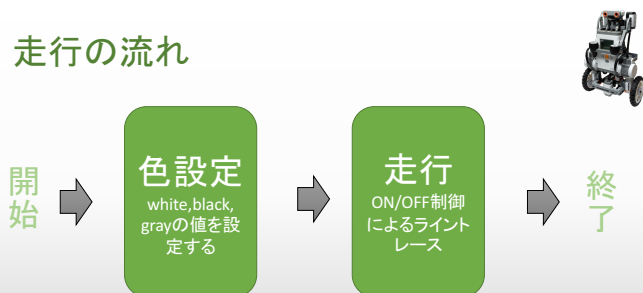 走行の流れ
開
始
色設定
white,black,
grayの値を設
定する
走行
ON/OFF制御
によるライント
レース
終
了